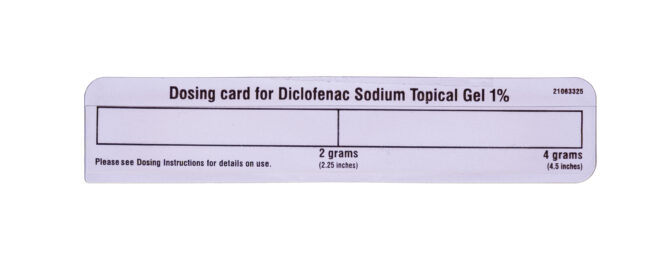 Dosing card for Diclofenac Sodium Topical Gel 1% 21063325
2 grams 4 grams
Please see Dosing Instructions for details on use. (2.25 inches) (4.5 inches)